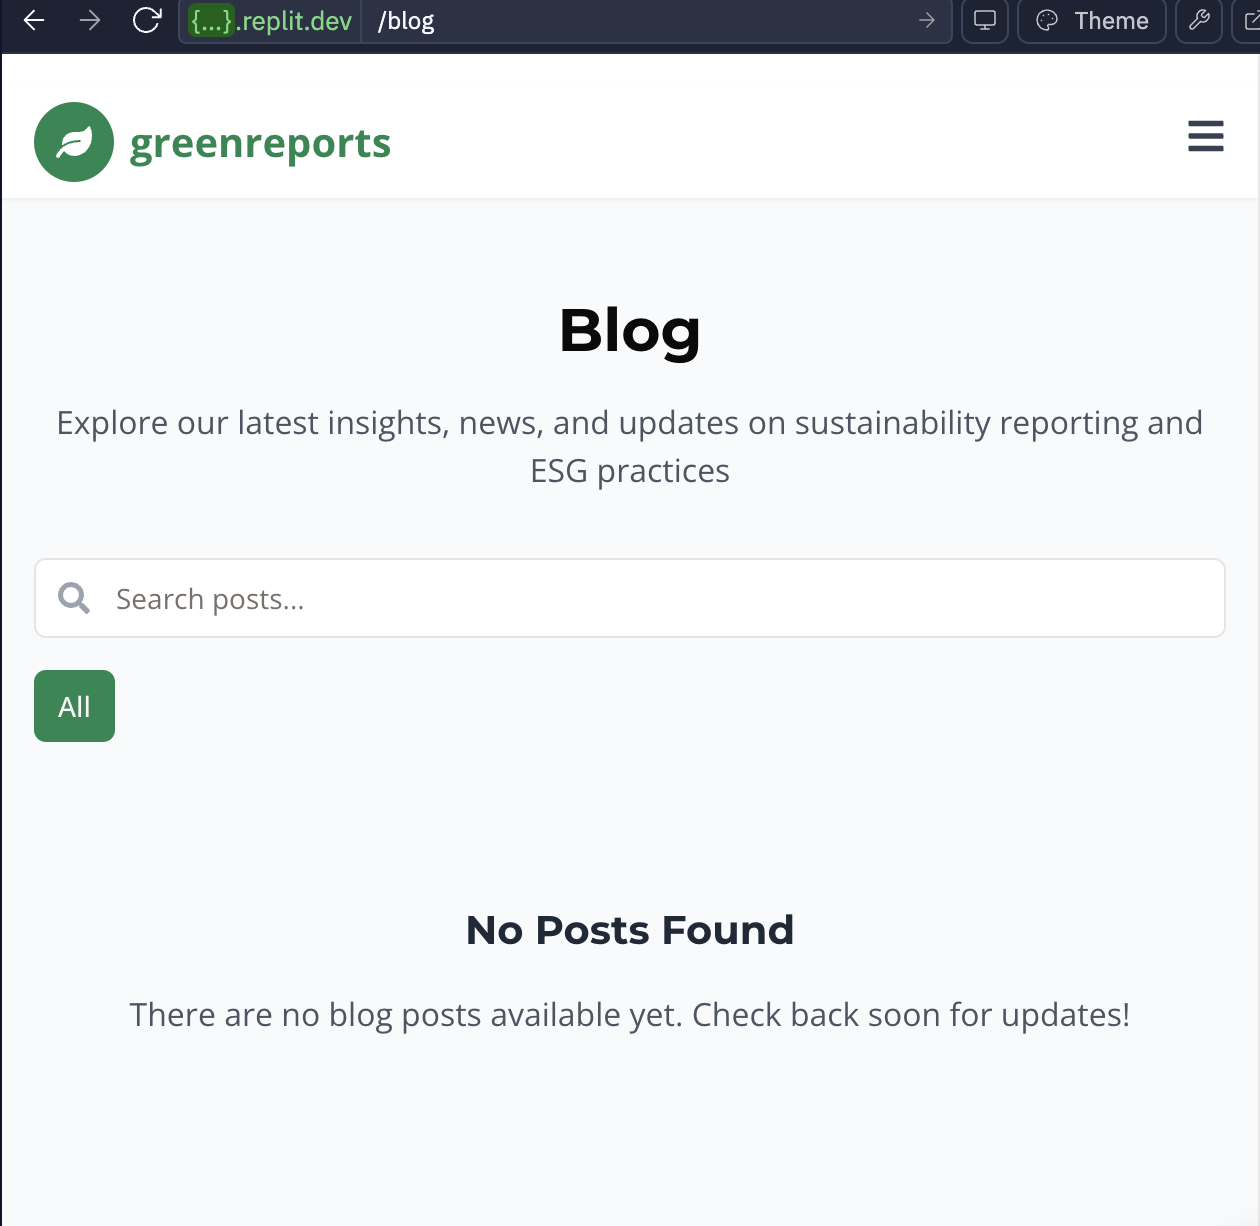 {...}.replit.dev /blog Theme
greenreports
Blog
Explore our latest insights, news, and updates on sustainability reporting and
ESG practices
Search posts...
All
No Posts Found
There are no blog posts available yet. Check back soon for updates!